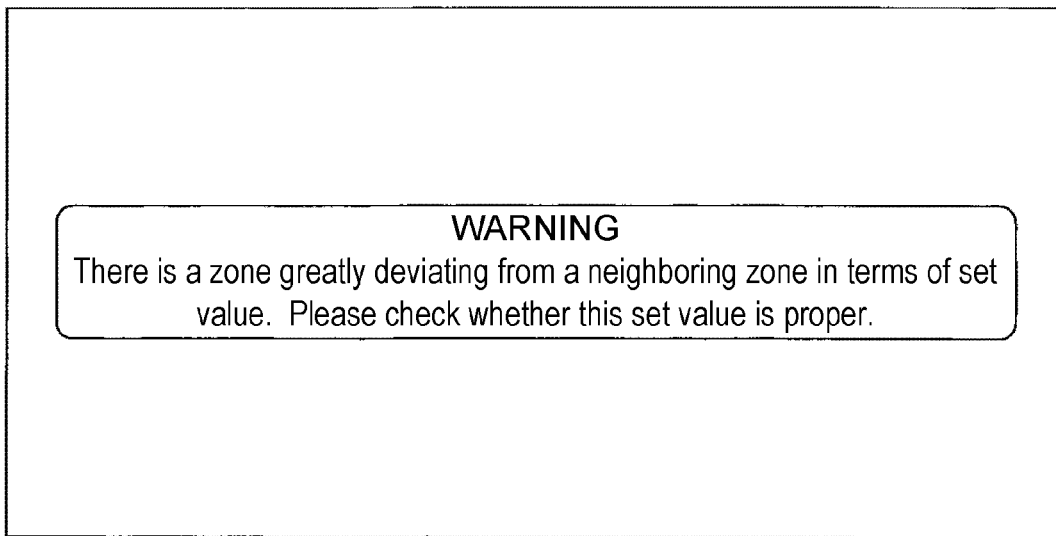 WARNING
There is a zone greatly deviating from a neighboring zone in terms of set
value. Please check whether this set value is proper.